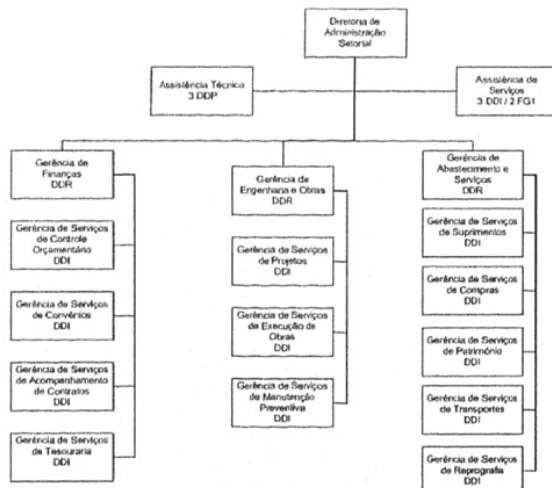 Diretoria de
Administração
Setorial
Assistência Técnica
3 DDP
Assistência de
Serviços
3 DDI / 2 FG1
Gerência de
Finanças
DDR
Gerência de Serviços
de Controle
Orçamentário
DDI
Gerência de Serviços
de Convênios
DDI
Gerência de Serviços
de Acompanhamento
de Contratos
DDI
Gerência de Serviços
de Tesouraria
DDI
Gerência de
Engenharia e Obras
DDR
Gerência de Serviços
de Projetos
DDI
Gerência de Serviços
de Execução de
Obras
DDI
Gerência de Serviços
de Manutenção
Preventiva
DDI
Gerência de
Abastecimento e
Serviços
DDR
Gerência de Serviços
de Suprimentos
DDI
Gerência de Serviços
de Compras
DDI
Gerência de Serviços
de Patrimônio
DDI
Gerência de Serviços
de Transportes
DDI
Gerência de Serviços
de Reprografia
DDI